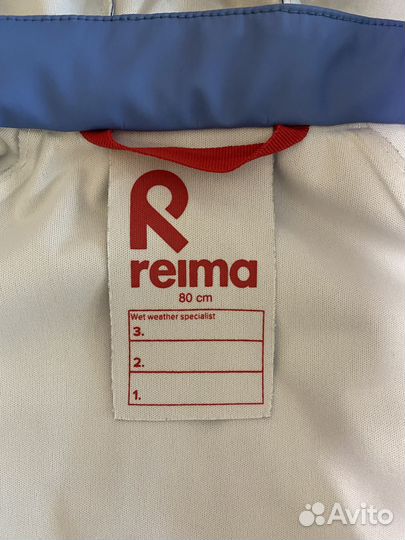 reima
80 cm
Wet weather specialist
3.
2.
1.
Avito